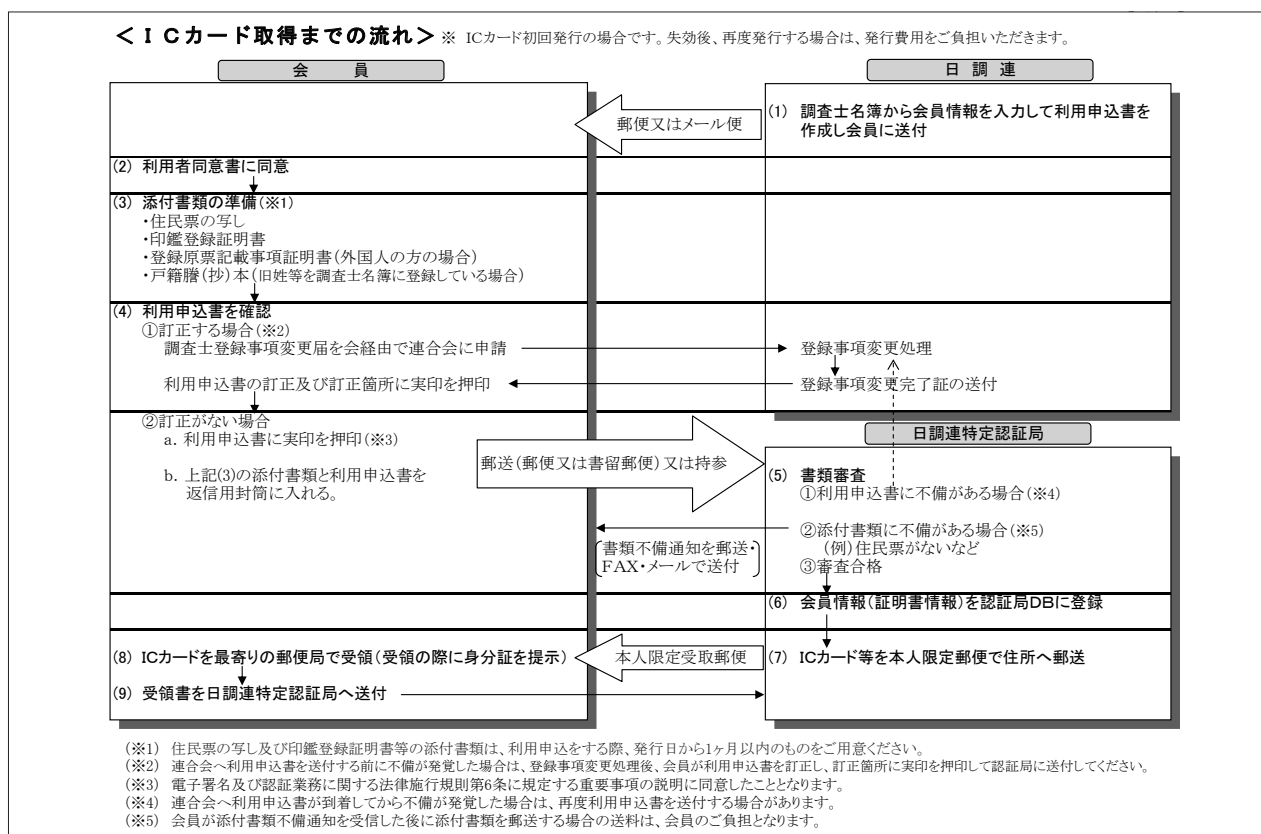 ＜ＩＣカード取得までの流れ＞※ ICカード初回発行の場合です。失効後、再度発行する場合は、発行費用をご負担いただきます。
会　員
日 調 連
郵便又はメール便
(1) 調査士名簿から会員情報を入力して利用申込書を
作成し会員に送付
(2) 利用者同意書に同意
(3) 添付書類の準備(※1)
・住民票の写し
・印鑑登録証明書
・登録原票記載事項証明書(外国人の方の場合)
・戸籍謄(抄)本(旧姓等を調査士名簿に登録している場合)
(4) 利用申込書を確認
①訂正する場合(※2)
調査士登録事項変更届を会経由で連合会に申請
登録事項変更処理
利用申込書の訂正及び訂正箇所に実印を押印
登録事項変更完了証の送付
②訂正がない場合
a. 利用申込書に実印を押印(※3)
b. 上記(3)の添付書類と利用申込書を
返信用封筒に入れる。
郵送(郵便又は書留郵便)又は持参
日調連特定認証局
(5) 書類審査
①利用申込書に不備がある場合(※4)
②添付書類に不備がある場合(※5)
(例)住民票がないなど
③審査合格
書類不備通知を郵送・
FAX・メールで送付
(6) 会員情報(証明書情報)を認証局DBに登録
(8) ICカードを最寄りの郵便局で受領(受領の際に身分証を提示)
本人限定受取郵便
(7) ICカード等を本人限定郵便で住所へ郵送
(9) 受領書を日調連特定認証局へ送付
(※1) 住民票の写し及び印鑑登録証明書等の添付書類は、利用申込をする際、発行日から1ヶ月以内のものをご用意ください。
(※2) 連合会へ利用申込書を送付する前に不備が発覚した場合は、登録事項変更処理後、会員が利用申込書を訂正し、訂正箇所に実印を押印して認証局に送付してください。
(※3) 電子署名及び認証業務に関する法律施行規則第6条に規定する重要事項の説明に同意したこととなります。
(※4) 連合会へ利用申込書が到着してから不備が発覚した場合は、再度利用申込書を送付する場合があります。
(※5) 会員が添付書類不備通知を受信した後に添付書類を郵送する場合の送料は、会員のご負担となります。